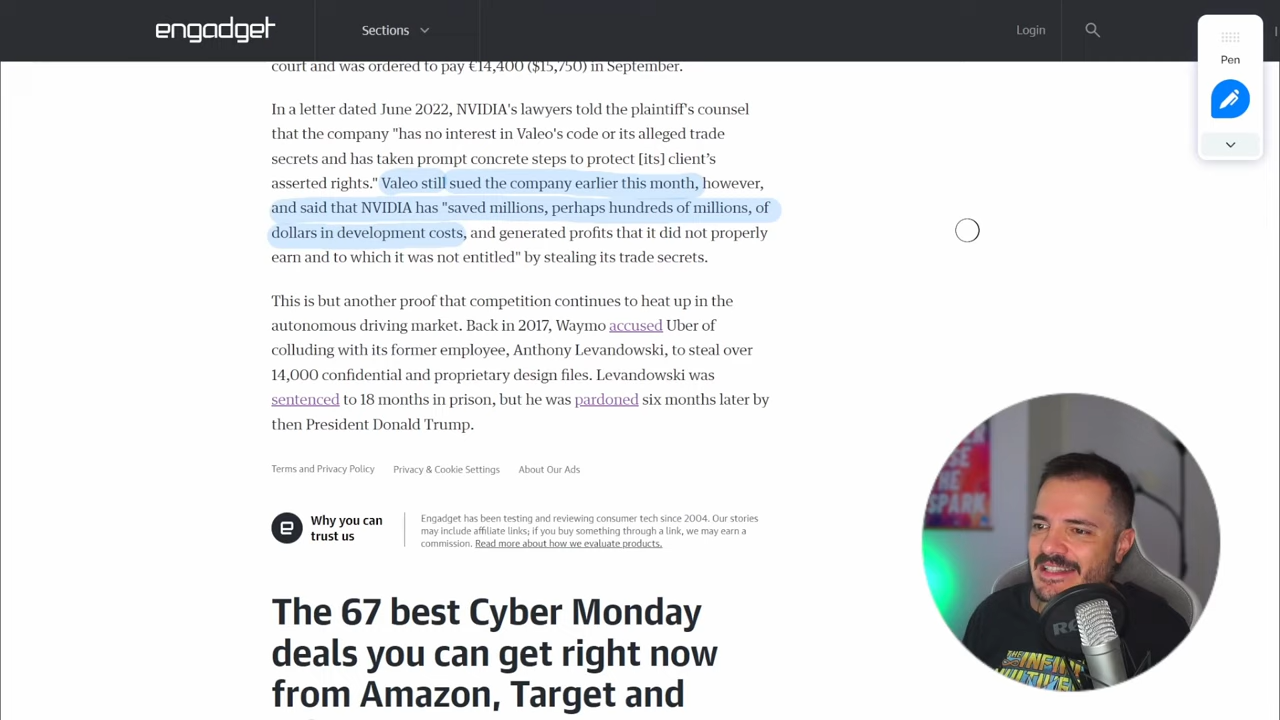 engadget
Sections
Login
Pen
court and was ordered to pay €14,400 ($15,750) in September.
In a letter dated June 2022, NVIDIA's lawyers told the plaintiff's counsel
that the company "has no interest in Valeo's code or its alleged trade
secrets and has taken prompt concrete steps to protect [its] client's
asserted rights." Valeo still sued the company earlier this month, however,
and said that NVIDIA has "saved millions, perhaps hundreds of millions, of
dollars in development costs, and generated profits that it did not properly
earn and to which it was not entitled" by stealing its trade secrets.
This is but another proof that competition continues to heat up in the
autonomous driving market. Back in 2017, Waymo accused Uber of
colluding with its former employee, Anthony Levandowski, to steal over
14,000 confidential and proprietary design files. Levandowski was
sentenced to 18 months in prison, but he was pardoned six months later by
then President Donald Trump.
Terms and Privacy Policy Privacy & Cookie Settings About Our Ads
Why you can
trust us
Engadget has been testing and reviewing consumer tech since 2004. Our stories
may include affiliate links; if you buy something through a link, we may earn a
commission. Read more about how we evaluate products.
The 67 best Cyber Monday
deals you can get right now
from Amazon, Target and
THE
SPARK
THE